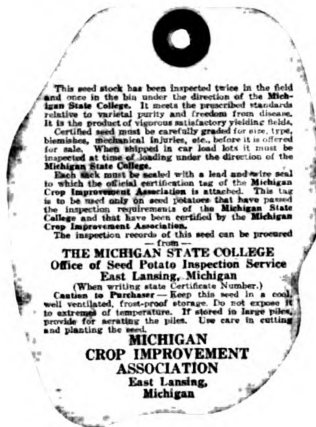 This seed stock has been inspected twice in the field
and once in the bin under the direction of the Mich-
igan State College. It meets the prescribed standards
relative to varietal purity and freedom from disease.
It is the product of vigorous satisfactory yielding fields.
Certified seed must be carefully graded for size, type,
blemishes, mechanical injuries, etc., before it is offered
for sale. When shipped in car load lots it must be
inspected at time of loading under the direction of the
Michigan State College.
Each sack must be sealed with a lead and wire seal
to which the official certification tag of the Michigan
Crop Improvement Association is attached. This tag
is to be used only on seed potatoes that have passed
the inspection requirements of the Michigan State
College and that have been certified by the Michigan
Crop Improvement Association.
The inspection records of this seed can be procured
— from —
THE MICHIGAN STATE COLLEGE
Office of Seed Potato Inspection Service
East Lansing, Michigan
(When writing state Certificate Number.)
Caution to Purchaser — Keep this seed in a cool,
well ventilated, frost-proof storage. Do not expose it
to extremes of temperature. If stored in large piles,
provide for aerating the piles. Use care in cutting
and planting the seed.
MICHIGAN
CROP IMPROVEMENT
ASSOCIATION
East Lansing,
Michigan